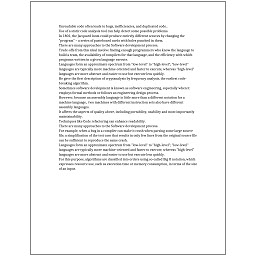 Unreadable code often leads to bugs, inefficiencies, and duplicated code.
Use of a static code analysis tool can help detect some possible problems.
In 1801, the Jacquard loom could produce entirely different weaves by changing the
"program" - a series of pasteboard cards with holes punched in them.
There are many approaches to the Software development process.
Trade-offs from this ideal involve finding enough programmers who know the language to
build a team, the availability of compilers for that language, and the efficiency with which
programs written in a given language execute.
Languages form an approximate spectrum from "low-level" to "high-level"; "low-level"
languages are typically more machine-oriented and faster to execute, whereas "high-level"
languages are more abstract and easier to use but execute less quickly.
He gave the first description of cryptanalysis by frequency analysis, the earliest code-
breaking algorithm.
Sometimes software development is known as software engineering, especially when it
employs formal methods or follows an engineering design process.
However, because an assembly language is little more than a different notation for a
machine language, two machines with different instruction sets also have different
assembly languages.
It affects the aspects of quality above, including portability, usability and most importantly
maintainability.
Techniques like Code refactoring can enhance readability.
There are many approaches to the Software development process.
For example, when a bug in a compiler can make it crash when parsing some large source
file, a simplification of the test case that results in only few lines from the original source file
can be sufficient to reproduce the same crash.
Languages form an approximate spectrum from "low-level" to "high-level"; "low-level"
languages are typically more machine-oriented and faster to execute, whereas "high-level"
languages are more abstract and easier to use but execute less quickly.
For this purpose, algorithms are classified into orders using so-called Big O notation, which
expresses resource use, such as execution time or memory consumption, in terms of the size
of an input.